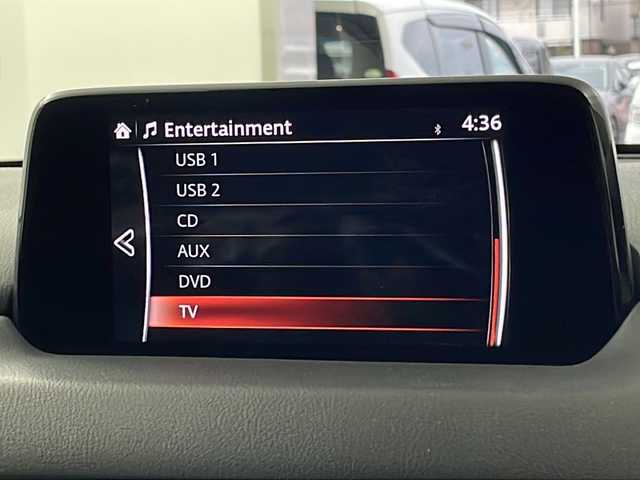 Entertainment 4:36
USB 1
USB 2
CD
AUX
DVD
TV